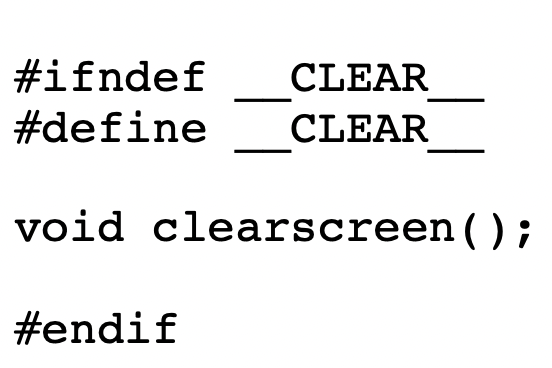 #ifndef __CLEAR__
#define __CLEAR__
void clearscreen();
#endif